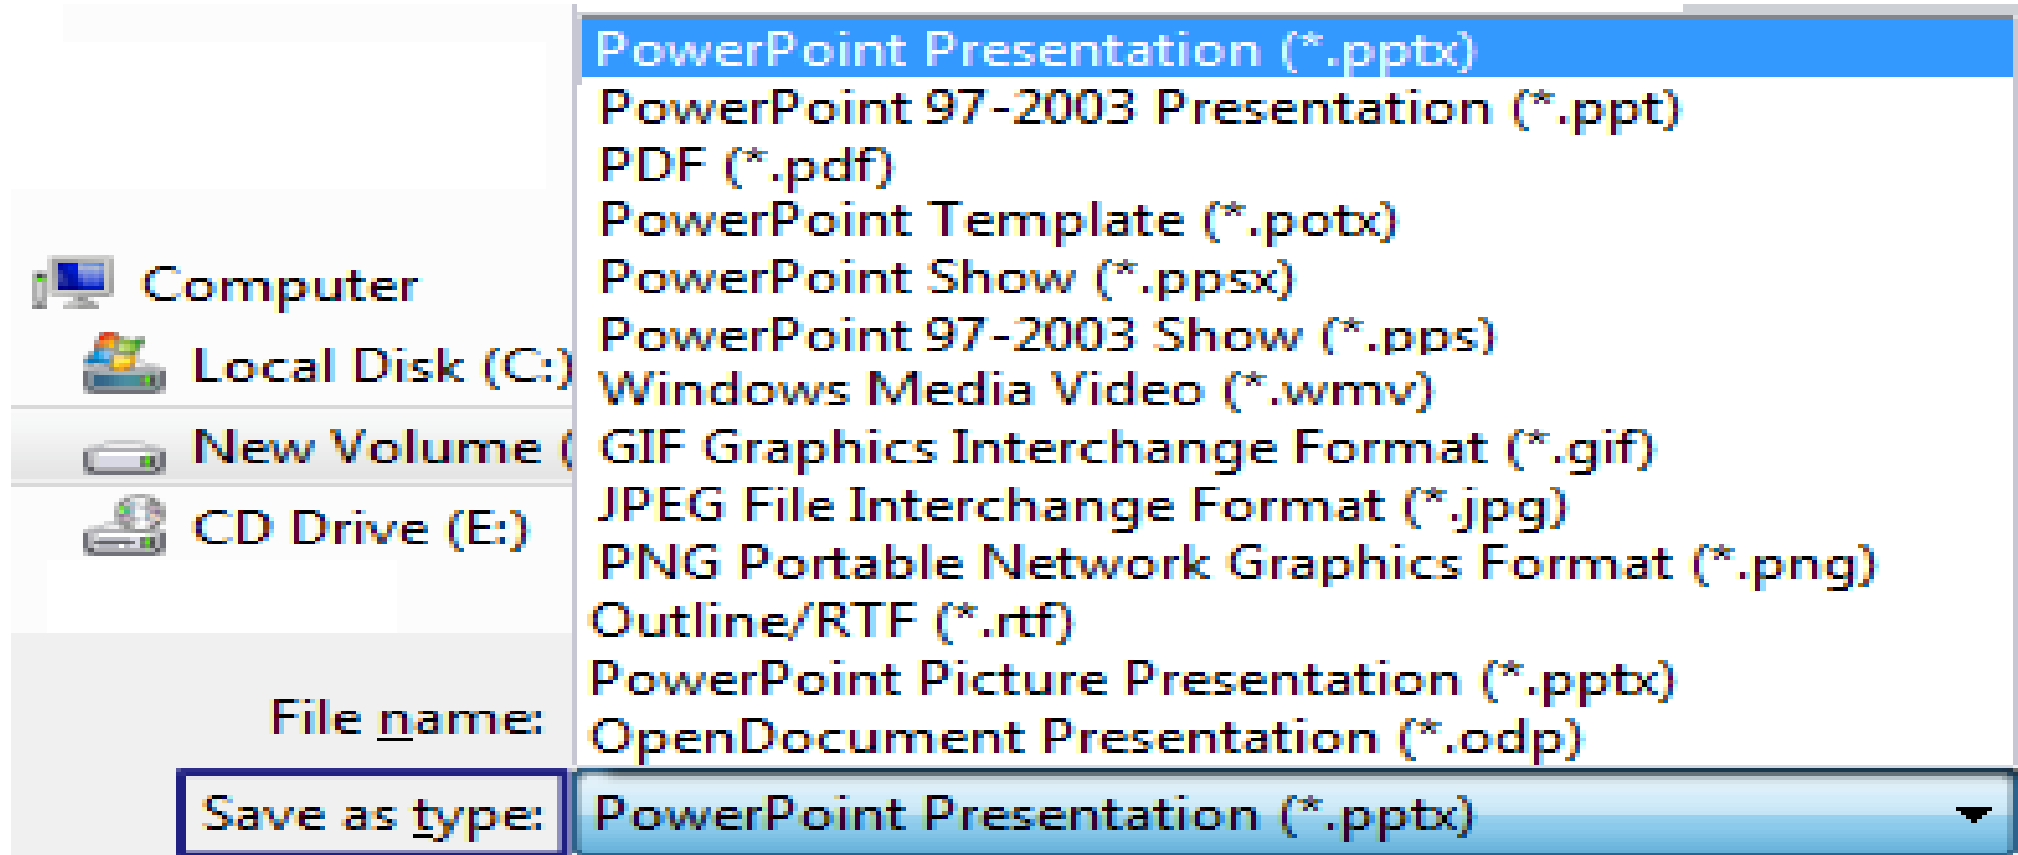 PowerPoint Presentation (*.pptx)
PowerPoint 97-2003 Presentation (*.ppt)
PDF (*.pdf)
PowerPoint Template (*.potx)
PowerPoint Show (*.ppsx)
PowerPoint 97-2003 Show (*.pps)
Windows Media Video (*.wmv)
GIF Graphics Interchange Format (*.gif)
JPEG File Interchange Format (*.jpg)
PNG Portable Network Graphics Format (*.png)
Outline/RTF (*.rtf)
PowerPoint Picture Presentation (*.pptx)
OpenDocument Presentation (*.odp)
Computer
Local Disk (C:)
New Volume (
CD Drive (E:)
File name:
Save as type: PowerPoint Presentation (*.pptx)